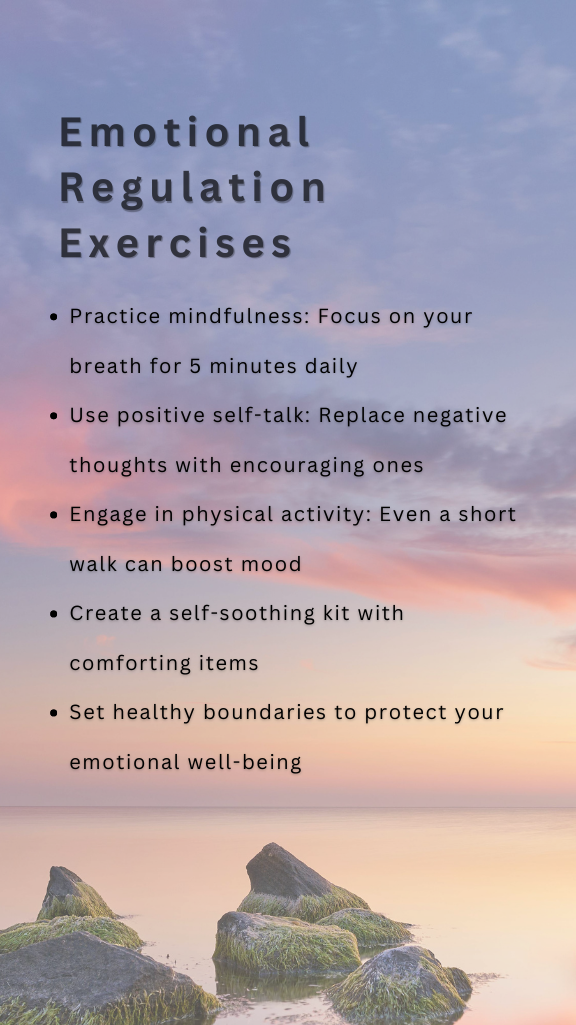 Emotional
Regulation
Exercises
• Practice mindfulness: Focus on your
breath for 5 minutes daily
• Use positive self-talk: Replace negative
thoughts with encouraging ones
• Engage in physical activity: Even a short
walk can boost mood
• Create a self-soothing kit with
comforting items
• Set healthy boundaries to protect your
emotional well-being